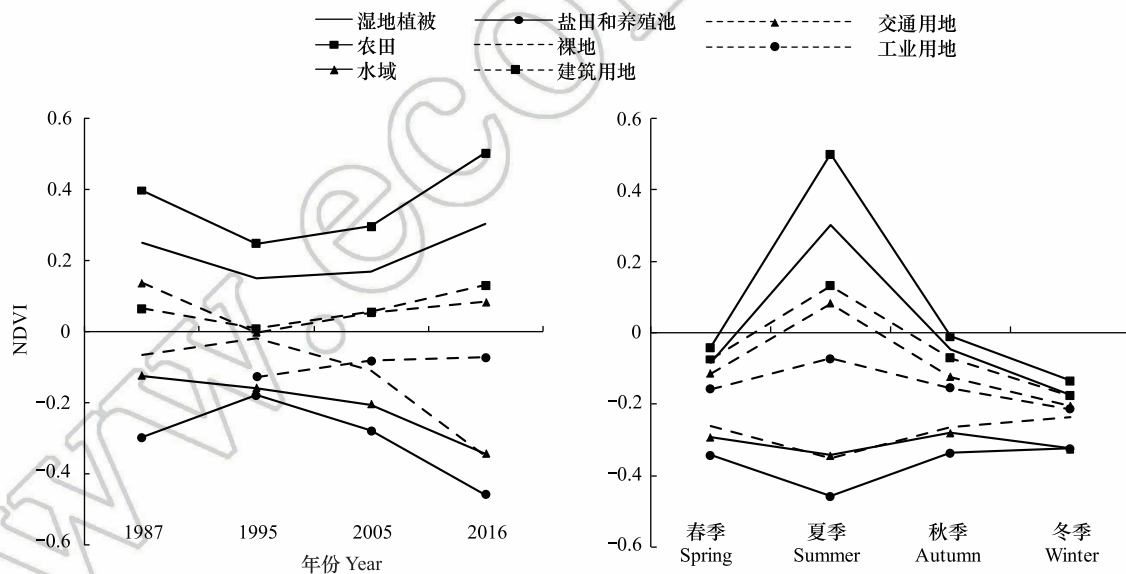 湿地植被 盐田和养殖池 交通用地
农田 裸地 工业用地
水域 建筑用地
0.6
0.4
0.2
0
−0.2
−0.4
−0.6
NDVI
1987 1995 2005 2016
年份 Year
0.6
0.4
0.2
0
−0.2
−0.4
−0.6
春季 夏季 秋季 冬季
Spring Summer Autumn Winter
www.eco